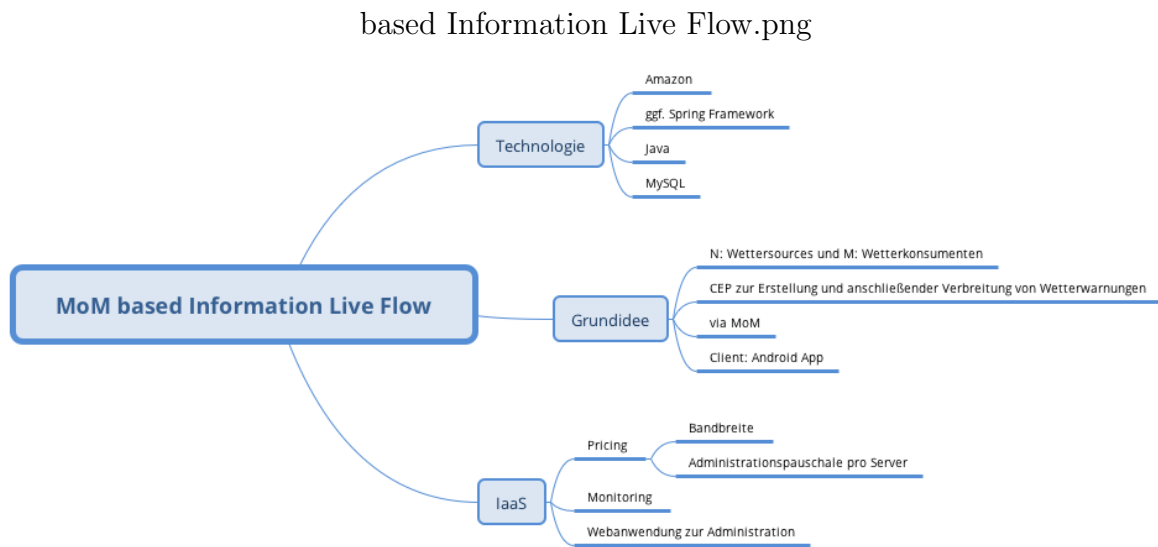 based Information Live Flow.png
MoM based Information Live Flow
Technologie
Amazon
ggf. Spring Framework
Java
MySQL
Grundidee
N: Wettersources und M: Wetterkonsumenten
CEP zur Erstellung und anschließender Verbreitung von Wetterwarnungen
via MoM
Client: Android App
IaaS
Pricing
Bandbreite
Administrationspauschale pro Server
Monitoring
Webanwendung zur Administration